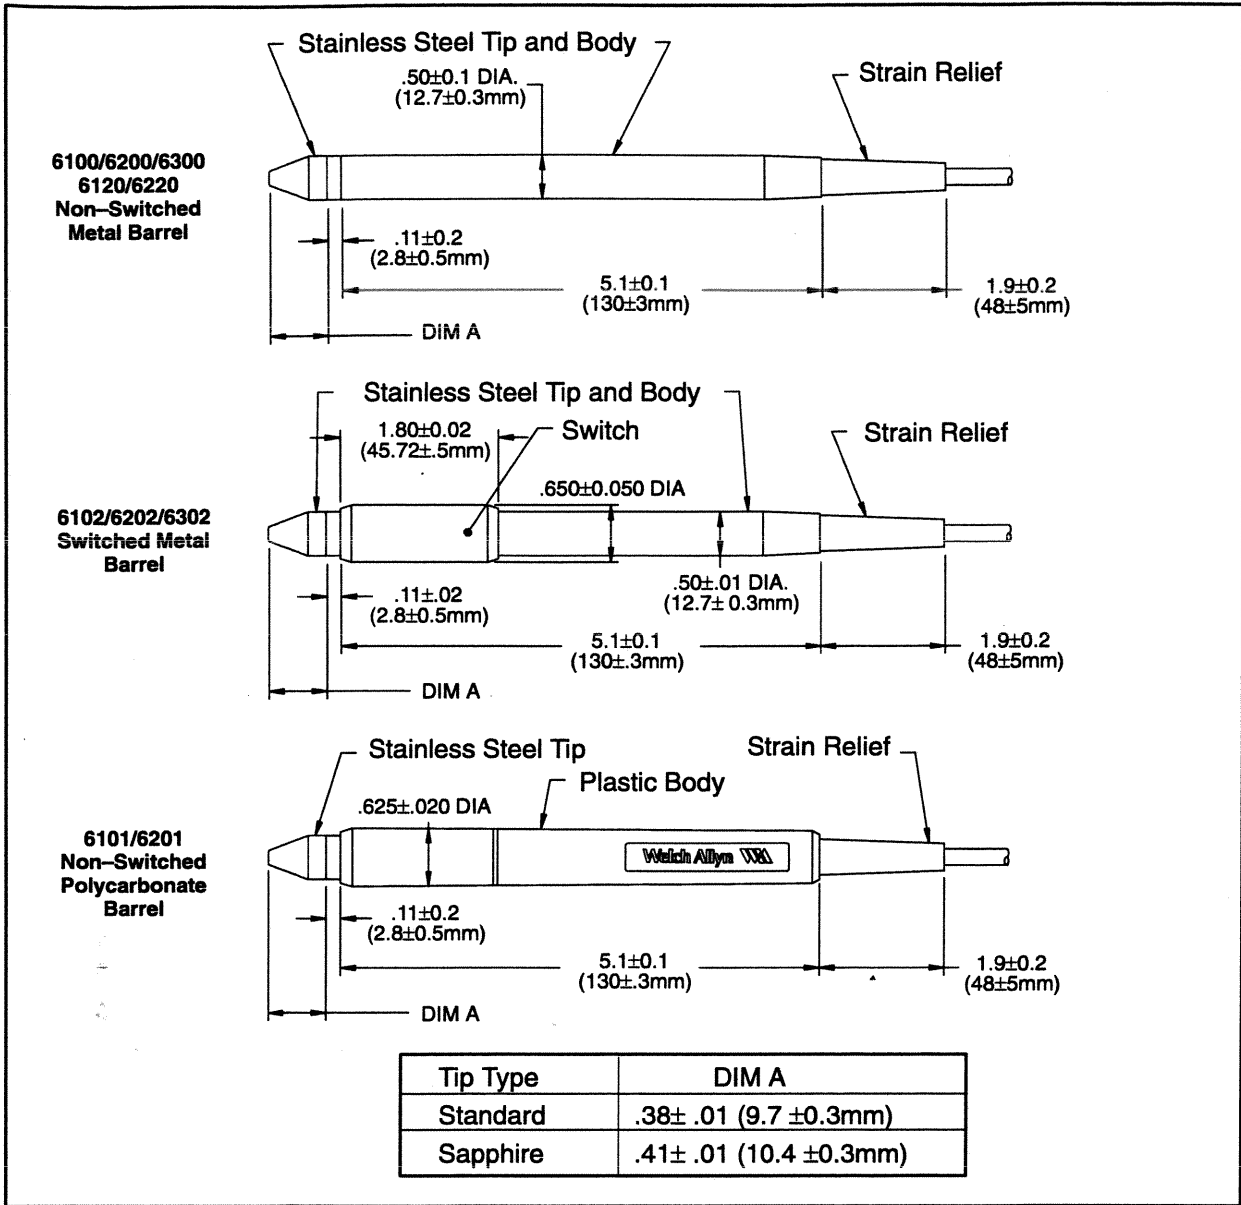 Stainless Steel Tip and Body
.50±0.1 DIA.
(12.7±0.3mm)
Strain Relief
6100/6200/6300
6120/6220
Non–Switched
Metal Barrel
.11±0.2
(2.8±0.5mm)
5.1±0.1
(130±3mm)
1.9±0.2
(48±5mm)
DIM A
Stainless Steel Tip and Body
1.80±0.02
(45.72±.5mm)
Switch
Strain Relief
.650±0.050 DIA
6102/6202/6302
Switched Metal
Barrel
.11±.02
(2.8±0.5mm)
.50±.01 DIA.
(12.7± 0.3mm)
5.1±0.1
(130±.3mm)
1.9±0.2
(48±5mm)
DIM A
Stainless Steel Tip
Strain Relief
Plastic Body
.625±.020 DIA
6101/6201
Non–Switched
Polycarbonate
Barrel
Welch Allyn WA
.11±0.2
(2.8±0.5mm)
5.1±0.1
(130±.3mm)
1.9±0.2
(48±5mm)
DIM A
Tip Type DIM A
Standard .38± .01 (9.7 ±0.3mm)
Sapphire .41± .01 (10.4 ±0.3mm)